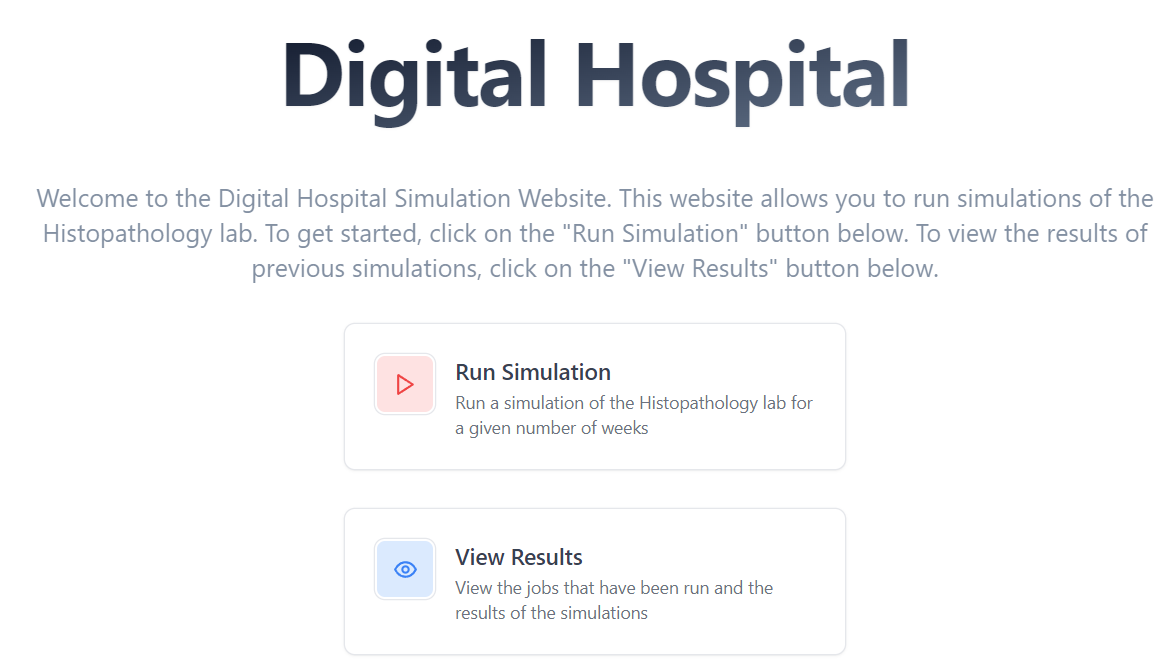 Digital Hospital
Welcome to the Digital Hospital Simulation Website. This website allows you to run simulations of the
Histopathology lab. To get started, click on the "Run Simulation" button below. To view the results of
previous simulations, click on the "View Results" button below.
Run Simulation
Run a simulation of the Histopathology lab for
a given number of weeks
View Results
View the jobs that have been run and the
results of the simulations